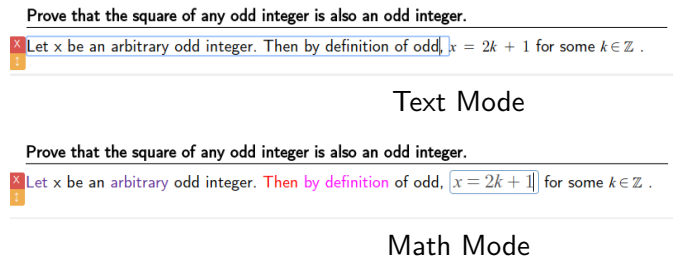 Prove that the square of any odd integer is also an odd integer.
X Let x be an arbitrary odd integer. Then by definition of odd, x = 2k + 1 for some k ∈ ℤ .
↕
Text Mode
Prove that the square of any odd integer is also an odd integer.
X Let x be an arbitrary odd integer. Then by definition of odd, x = 2k + 1 for some k ∈ ℤ .
↕
Math Mode